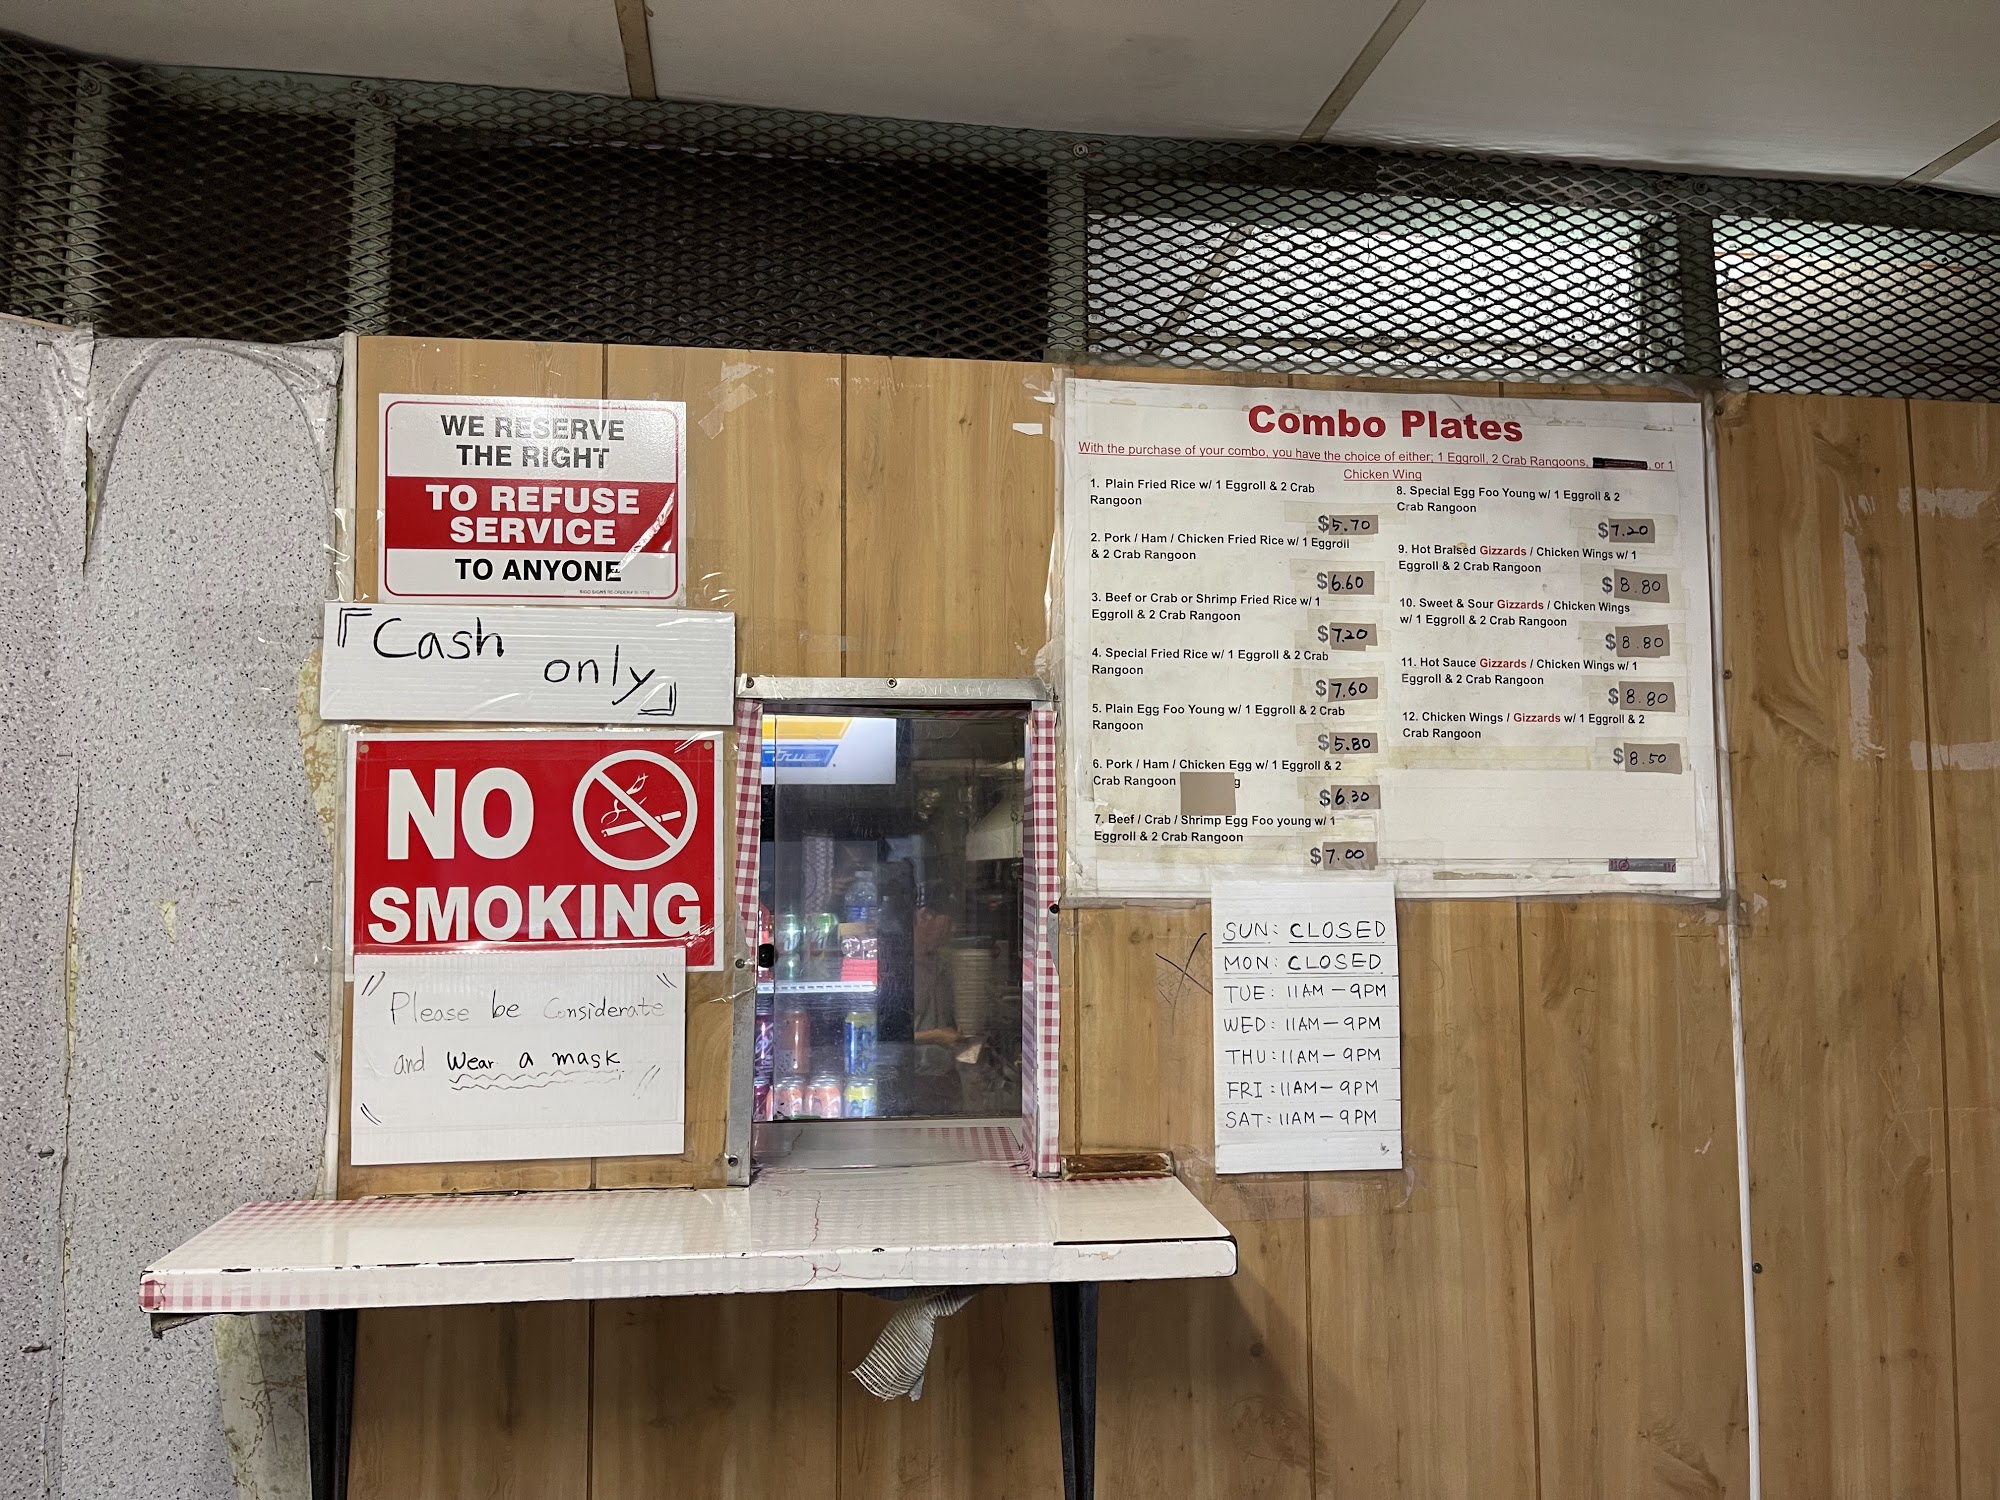 WE RESERVE
THE RIGHT
TO REFUSE
SERVICE
TO ANYONE
「Cash
only」
NO
SMOKING
"Please be Considerate
and wear a mask"
Combo Plates
With the purchase of your combo, you have the choice of either; 1 Eggroll, 2 Crab Rangoons, , or 1
Chicken Wing
1. Plain Fried Rice w/ 1 Eggroll & 2 Crab
Rangoon
$5.70
2. Pork / Ham / Chicken Fried Rice w/ 1 Eggroll
& 2 Crab Rangoon
$6.60
3. Beef or Crab or Shrimp Fried Rice w/ 1
Eggroll & 2 Crab Rangoon
$7.20
4. Special Fried Rice w/ 1 Eggroll & 2 Crab
Rangoon
$7.60
5. Plain Egg Foo Young w/ 1 Eggroll & 2 Crab
Rangoon
$5.80
6. Pork / Ham / Chicken Egg w/ 1 Eggroll & 2
Crab Rangoon g
$6.30
7. Beef / Crab / Shrimp Egg Foo young w/ 1
Eggroll & 2 Crab Rangoon
$7.00
8. Special Egg Foo Young w/ 1 Eggroll & 2
Crab Rangoon
$7.20
9. Hot Braised Gizzards / Chicken Wings w/ 1
Eggroll & 2 Crab Rangoon
$8.80
10. Sweet & Sour Gizzards / Chicken Wings
w/ 1 Eggroll & 2 Crab Rangoon
$8.80
11. Hot Sauce Gizzards / Chicken Wings w/ 1
Eggroll & 2 Crab Rangoon
$8.80
12. Chicken Wings / Gizzards w/ 1 Eggroll & 2
Crab Rangoon
$8.50
SUN: CLOSED
MON: CLOSED
TUE: 11AM-9PM
WED: 11AM-9PM
THU: 11AM-9PM
FRI: 11AM-9PM
SAT: 11AM-9PM